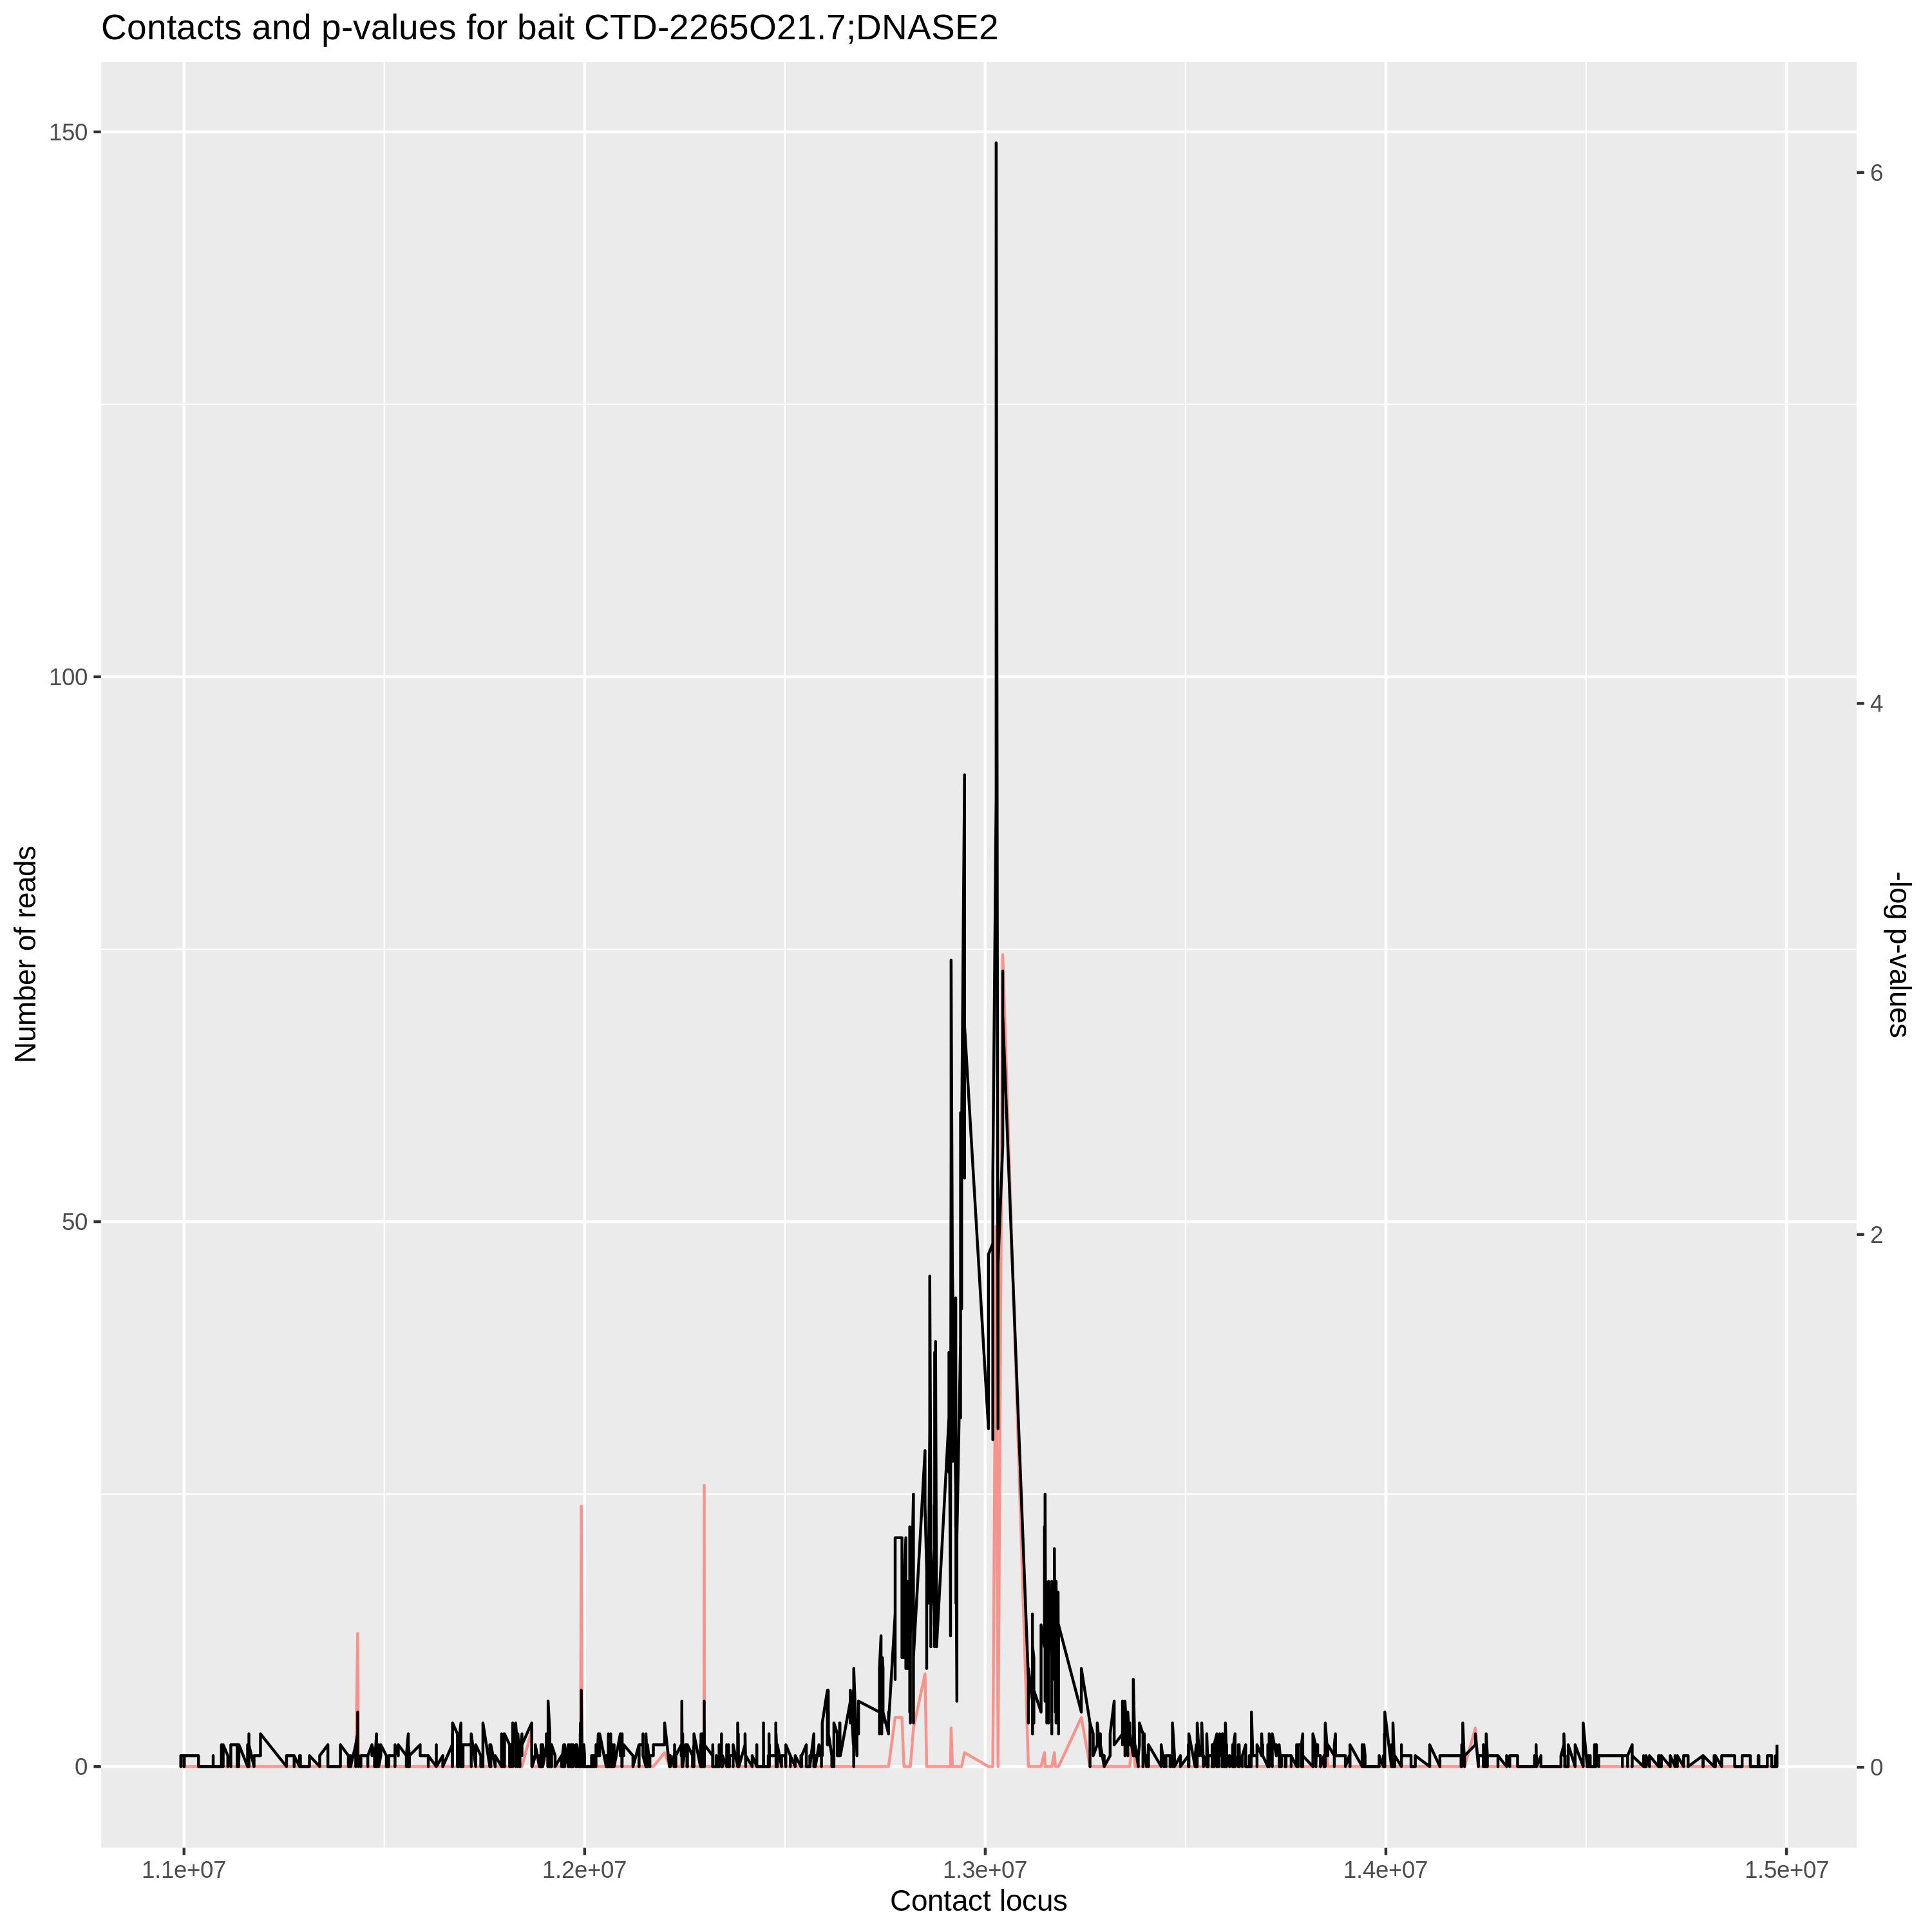 Contacts and p-values for bait CTD-2265O21.7;DNASE2
150
100
50
0
Number of reads
6
4
2
0
-log p-values
1.1e+07
1.2e+07
1.3e+07
1.4e+07
1.5e+07
Contact locus